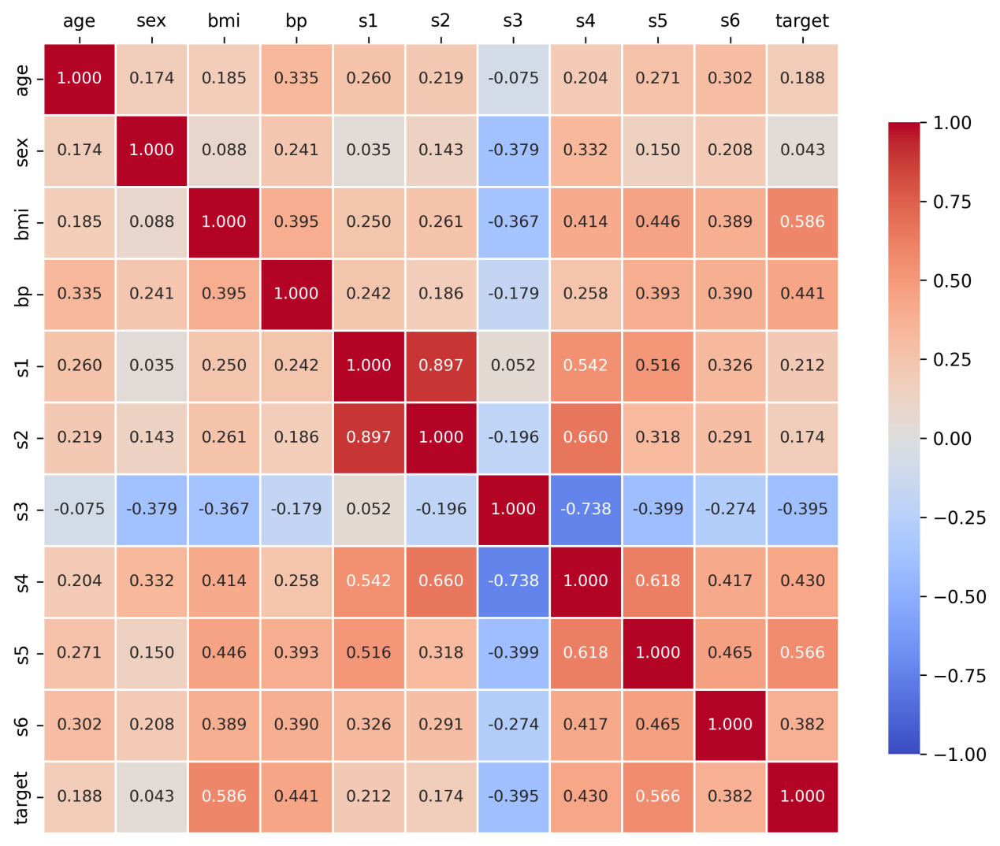 age sex bmi bp s1 s2 s3 s4 s5 s6 target
age 1.000 0.174 0.185 0.335 0.260 0.219 -0.075 0.204 0.271 0.302 0.188
sex 0.174 1.000 0.088 0.241 0.035 0.143 -0.379 0.332 0.150 0.208 0.043
bmi 0.185 0.088 1.000 0.395 0.250 0.261 -0.367 0.414 0.446 0.389 0.586
bp 0.335 0.241 0.395 1.000 0.242 0.186 -0.179 0.258 0.393 0.390 0.441
s1 0.260 0.035 0.250 0.242 1.000 0.897 0.052 0.542 0.516 0.326 0.212
s2 0.219 0.143 0.261 0.186 0.897 1.000 -0.196 0.660 0.318 0.291 0.174
s3 -0.075 -0.379 -0.367 -0.179 0.052 -0.196 1.000 -0.738 -0.399 -0.274 -0.395
s4 0.204 0.332 0.414 0.258 0.542 0.660 -0.738 1.000 0.618 0.417 0.430
s5 0.271 0.150 0.446 0.393 0.516 0.318 -0.399 0.618 1.000 0.465 0.566
s6 0.302 0.208 0.389 0.390 0.326 0.291 -0.274 0.417 0.465 1.000 0.382
target 0.188 0.043 0.586 0.441 0.212 0.174 -0.395 0.430 0.566 0.382 1.000
1.00
0.75
0.50
0.25
0.00
−0.25
−0.50
−0.75
−1.00